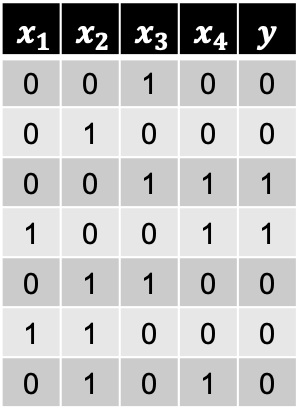 x₁ x₂ x₃ x₄ y
0 0 1 0 0
0 1 0 0 0
0 0 1 1 1
1 0 0 1 1
0 1 1 0 0
1 1 0 0 0
0 1 0 1 0